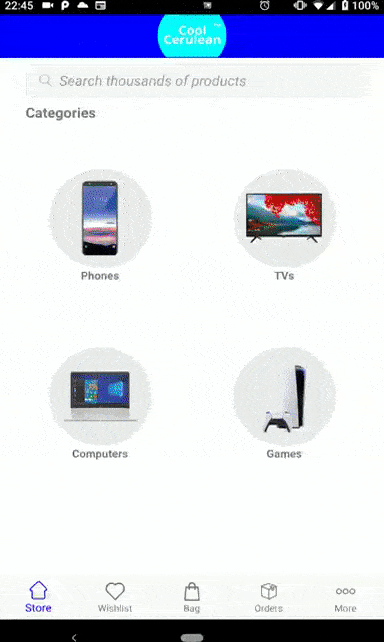 22:45
100%
Cool
Cerulean
Search thousands of products
Categories
Phones
TVs
Computers
Games
Store
Wishlist
Bag
Orders
More